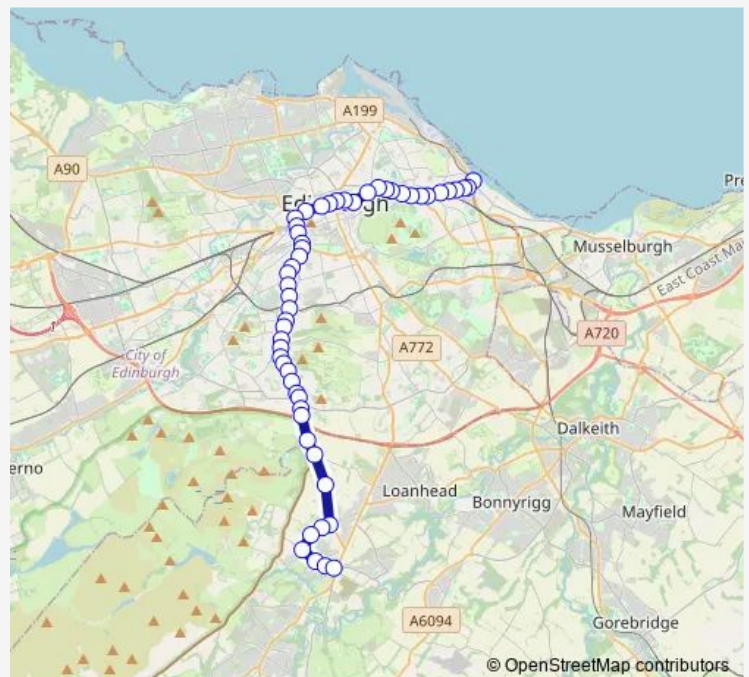 A199
A90
Edinburgh
Pre
Musselburgh
East Coast Ma
A720
A772
City of
Edinburgh
Dalkeith
erno
Loanhead
Bonnyrigg
Mayfield
A6094
Gorebridge
© OpenStreetMap contributors